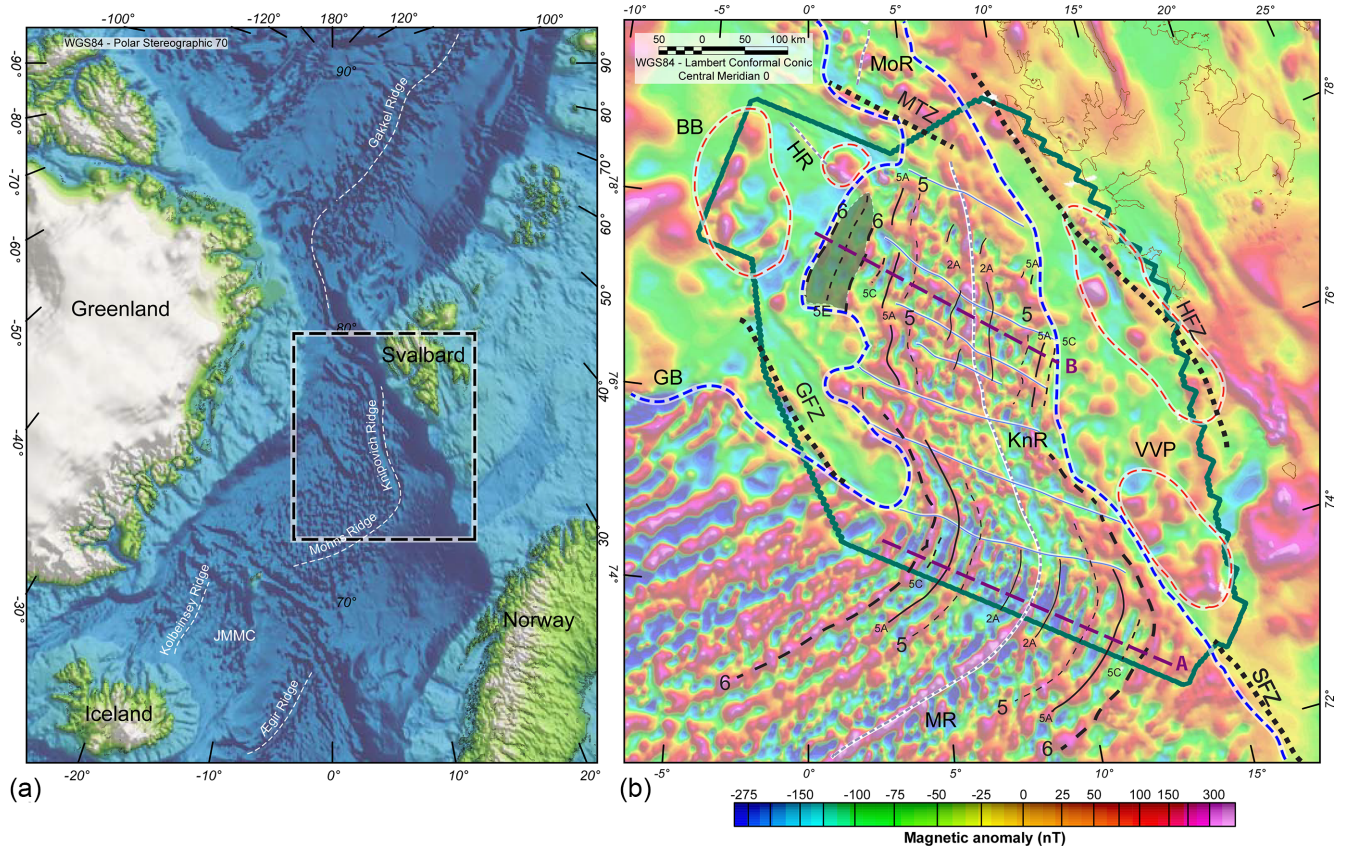 -100° -120° 180° 120° 100°
WGS84 - Polar Stereographic 70
90°
Gakkel Ridge
-90°
-80°
-70°
-60°
-50°
-40°
-30°
90°
80°
70°
60°
50°
40°
30°
Greenland
80°
Svalbard
Knipovich Ridge
Mohns Ridge
70°
Kolbeinsey Ridge
JMMC
Norway
Iceland
Ægir Ridge
-20° -10° 0° 10° 20°
(a)
-10° -5° 0° 5° 10° 15° 20° 25°
50 0 50 100 km
WGS84 - Lambert Conformal Conic
Central Meridian 0
MoR
MTZ
BB
HR
78°
78°
5A
5
6
6
2A
2A
5A
5C
5E
5A
5
5
5A
5C
B
76°
76°
HFZ
GB
GFZ
KnR
VVP
74°
74°
5C
5A
5
6
2A
2A
5C
A
5
5A
6
MR
SFZ
72°
-5° 0° 5° 10° 15°
(b)
-275 -150 -100 -75 -50 -25 0 25 50 100 150 300
Magnetic anomaly (nT)